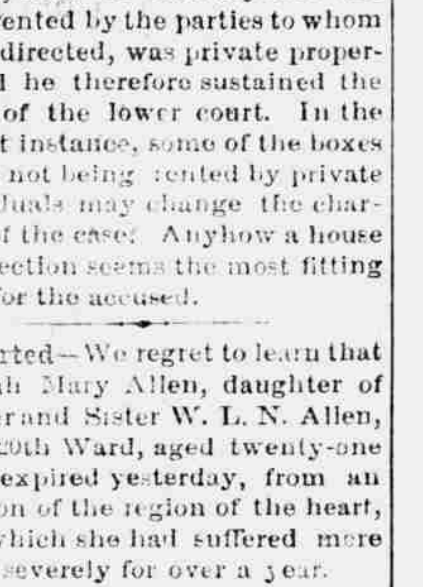 ented by the parties to whom
directed, was private proper-
l he therefore sustained the
of the lower court. In the
t instance, some of the boxes
not being rented by private
duals may change the char-
f the case. Anyhow a house
ection seems the most fitting
for the accused.
rted—We regret to learn that
ah Mary Allen, daughter of
er and Sister W. L. N. Allen,
20th Ward, aged twenty-one
expired yesterday, from an
on of the region of the heart,
which she had suffered more
severely for over a year.